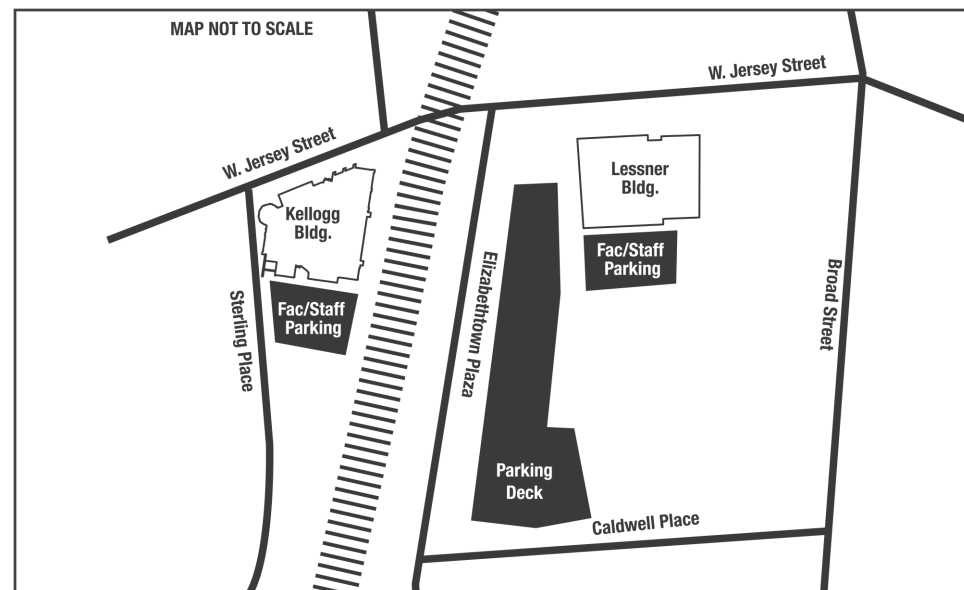 MAP NOT TO SCALE
W. Jersey Street
W. Jersey Street
Lessner
Bldg.
Kellogg
Bldg.
Fac/Staff
Parking
Elizabethtown Plaza
Broad Street
Sterling Place
Fac/Staff
Parking
Parking
Deck
Caldwell Place